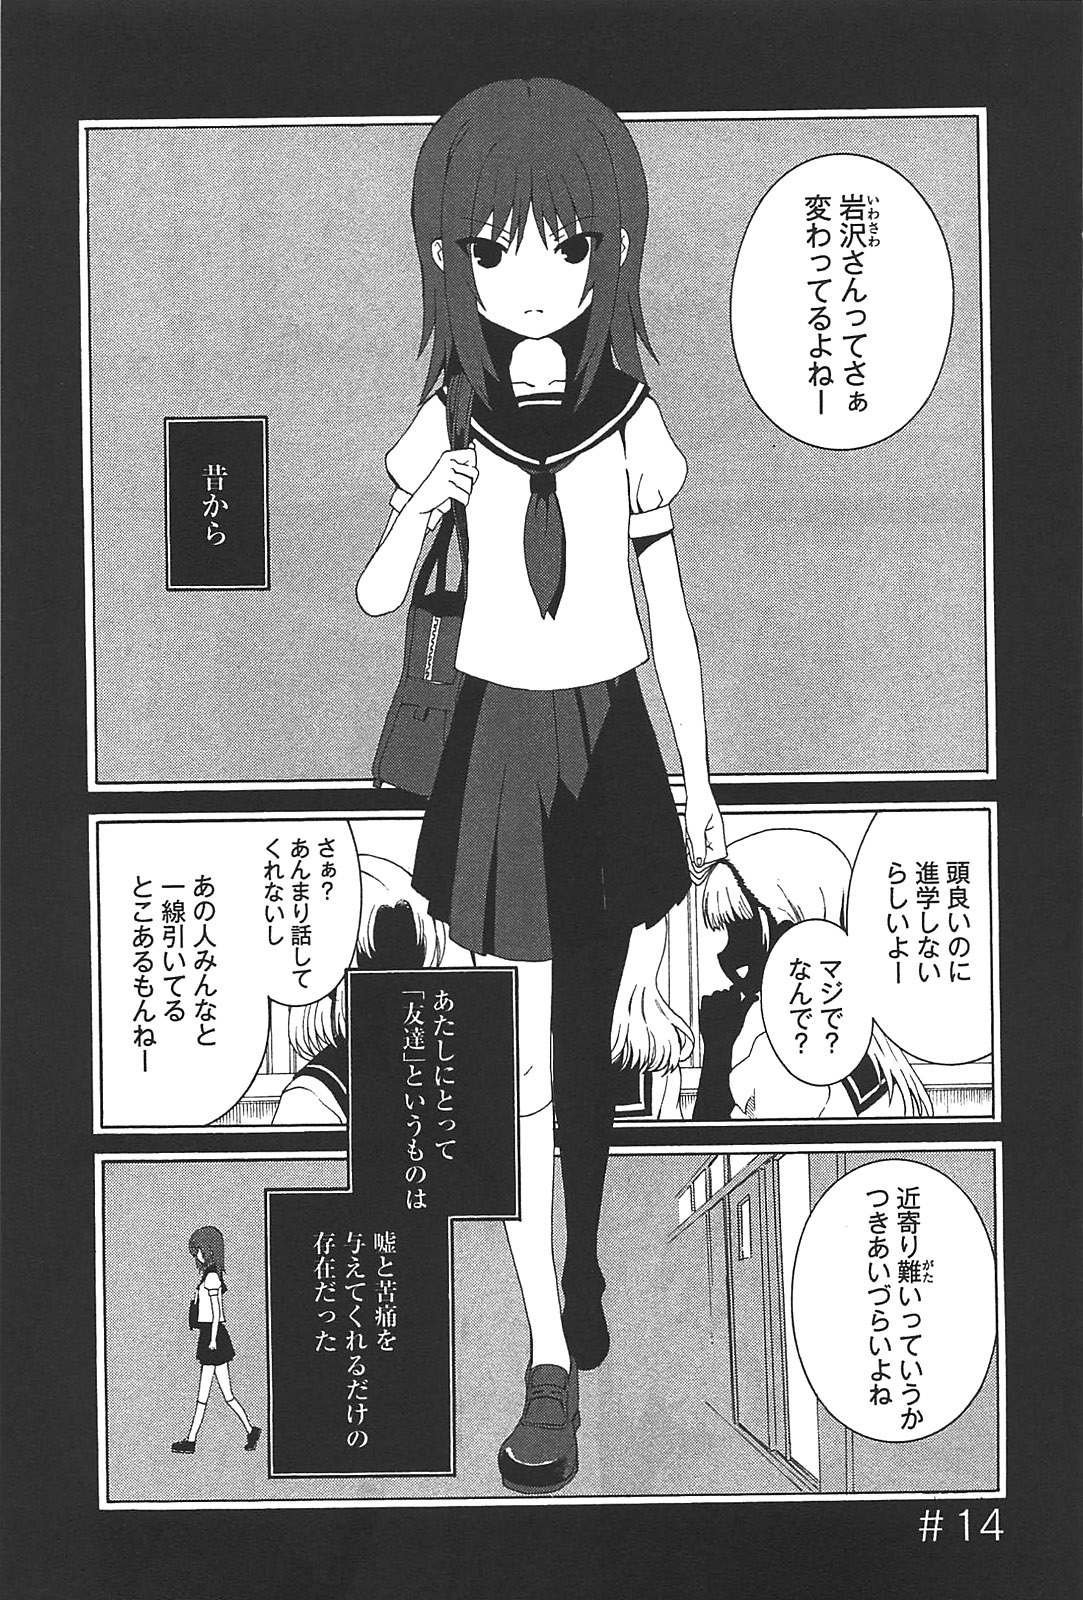 岩沢さんってさぁ
いわさわ
変わってるよねー
昔から
頭良いのに
進学しない
らしいよー
マジで?
なんで?
さぁ?
あんまり話して
くれないし
あの人みんなと
一線引いてる
とこあるもんねー
あたしにとって
「友達」というものは
近寄り難いっていうか
がた
つきあいづらいよね
嘘と苦痛を
与えてくれるだけの
存在だった
#14